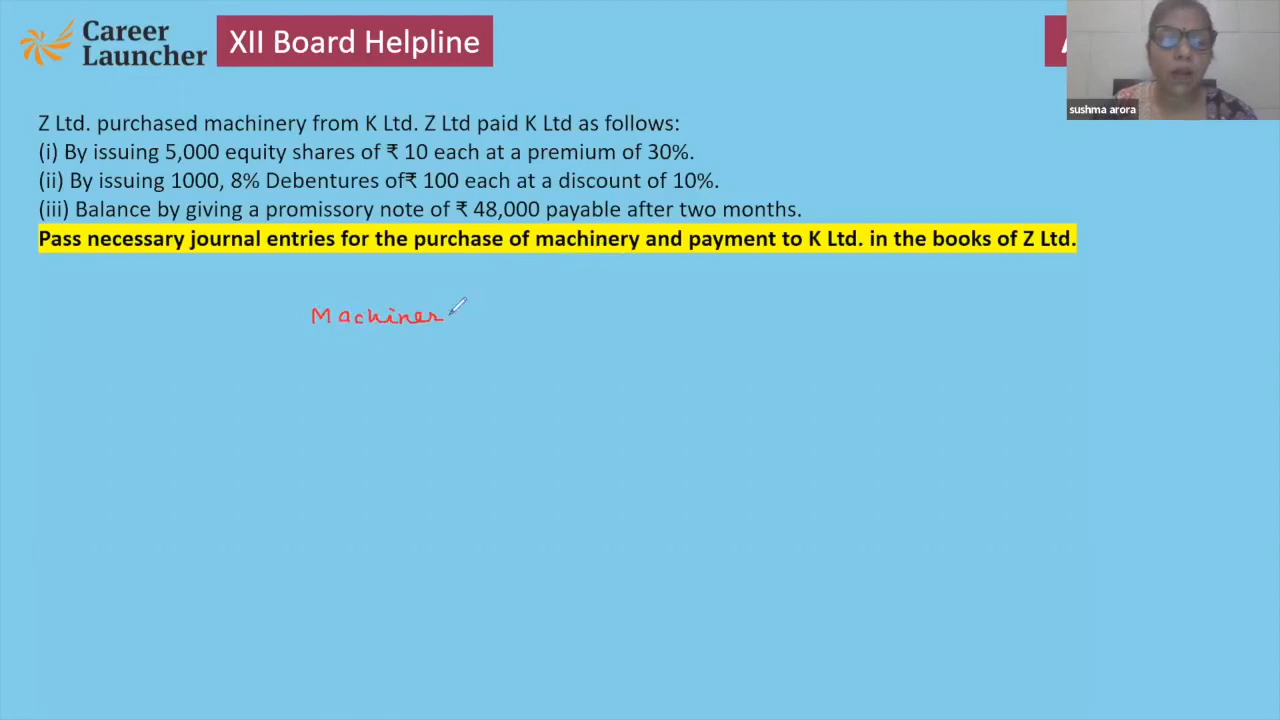 Career
Launcher
XII Board Helpline
sushma arora
Z Ltd. purchased machinery from K Ltd. Z Ltd paid K Ltd as follows:
(i) By issuing 5,000 equity shares of ₹ 10 each at a premium of 30%.
(ii) By issuing 1000, 8% Debentures of₹ 100 each at a discount of 10%.
(iii) Balance by giving a promissory note of ₹ 48,000 payable after two months.
Pass necessary journal entries for the purchase of machinery and payment to K Ltd. in the books of Z Ltd.
Machiner